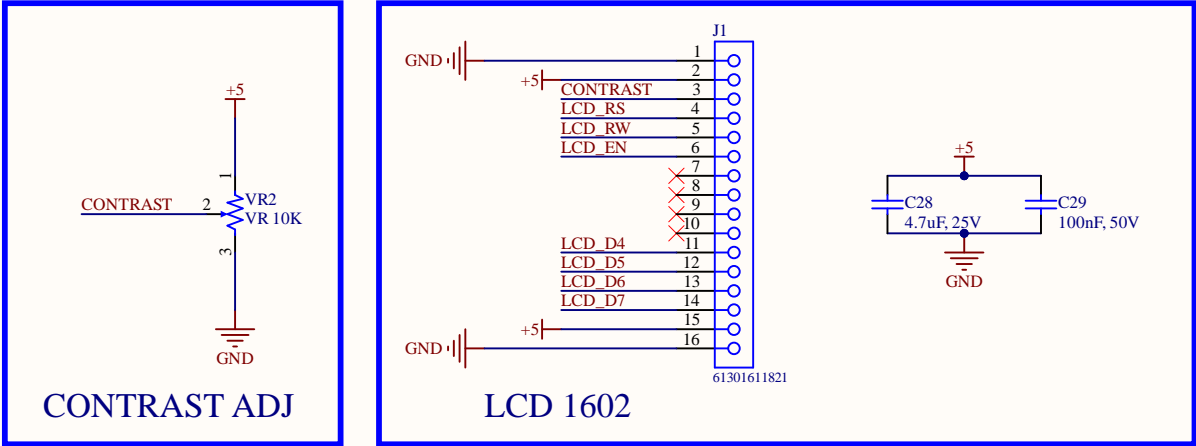 +5
1
CONTRAST 2
VR2
VR 10K
3
GND
CONTRAST ADJ
J1
GND 1
+5 2
CONTRAST 3
LCD_RS 4
LCD_RW 5
LCD_EN 6
7
8
9
10
LCD_D4 11
LCD_D5 12
LCD_D6 13
LCD_D7 14
+5 15
GND 16
61301611821
LCD 1602
+5
C28
4.7uF, 25V
C29
100nF, 50V
GND